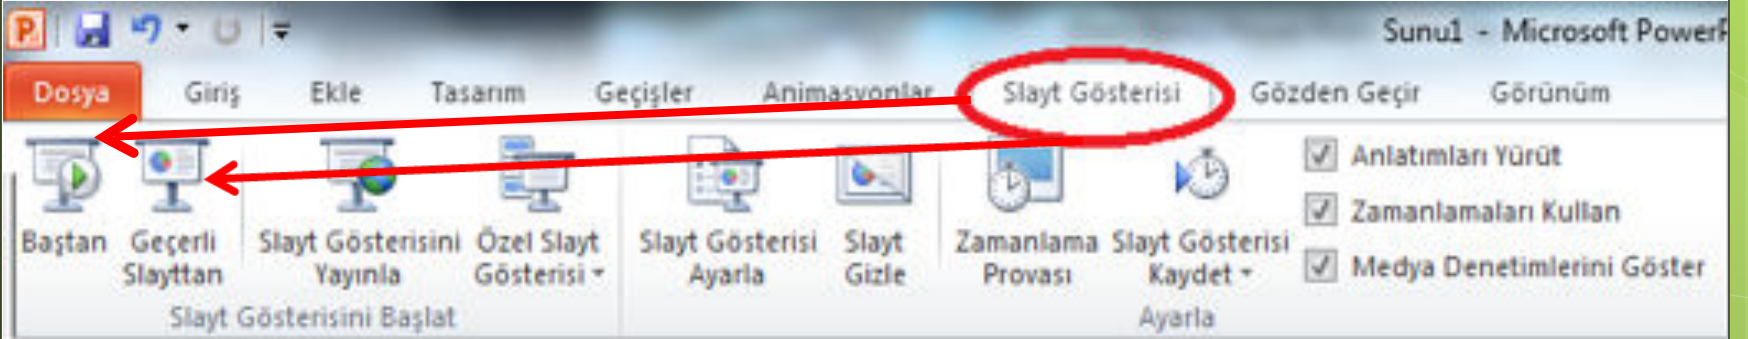 Sunu1 - Microsoft PowerP
Dosya Giriş Ekle Tasarım Geçişler Animasyonlar Slayt Gösterisi Gözden Geçir Görünüm
Baştan
Geçerli
Slayttan
Slayt Gösterisini
Yayınla
Özel Slayt
Gösterisi
Slayt Gösterisi
Ayarla
Slayt
Gizle
Zamanlama
Provası
Slayt Gösterisi
Kaydet
Anlatımları Yürüt
Zamanlamaları Kullan
Medya Denetimlerini Göster
Slayt Gösterisini Başlat
Ayarla